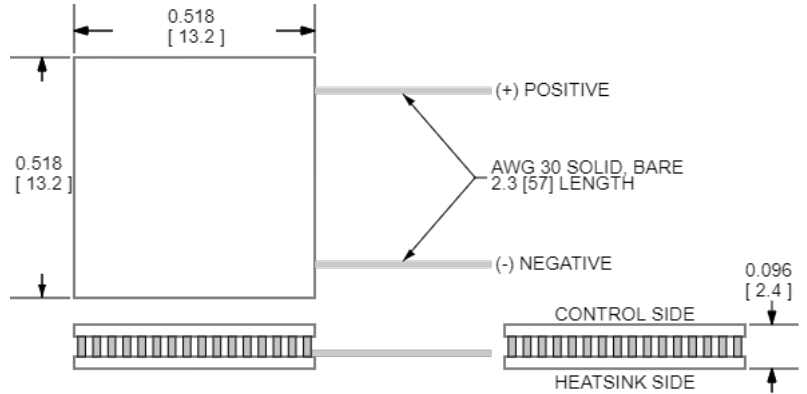 0.518
[ 13.2 ]
(+) POSITIVE
0.518
[ 13.2 ]
AWG 30 SOLID, BARE
2.3 [57] LENGTH
(-) NEGATIVE
0.096
[ 2.4 ]
CONTROL SIDE
HEATSINK SIDE